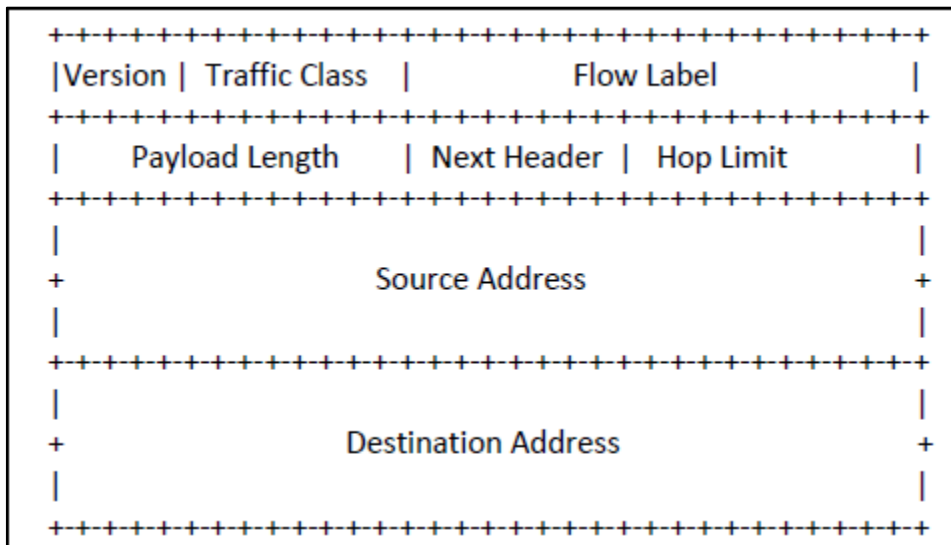 +-+-+-+-+-+-+-+-+-+-+-+-+-+-+-+-+-+-+-+-+-+-+-+-+-+-+-+-+-+-+-+-+
|Version | Traffic Class | Flow Label |
+-+-+-+-+-+-+-+-+-+-+-+-+-+-+-+-+-+-+-+-+-+-+-+-+-+-+-+-+-+-+-+-+
| Payload Length | Next Header | Hop Limit |
+-+-+-+-+-+-+-+-+-+-+-+-+-+-+-+-+-+-+-+-+-+-+-+-+-+-+-+-+-+-+-+-+
| |
+ Source Address +
| |
+-+-+-+-+-+-+-+-+-+-+-+-+-+-+-+-+-+-+-+-+-+-+-+-+-+-+-+-+-+-+-+-+
| |
+ Destination Address +
| |
+-+-+-+-+-+-+-+-+-+-+-+-+-+-+-+-+-+-+-+-+-+-+-+-+-+-+-+-+-+-+-+-+